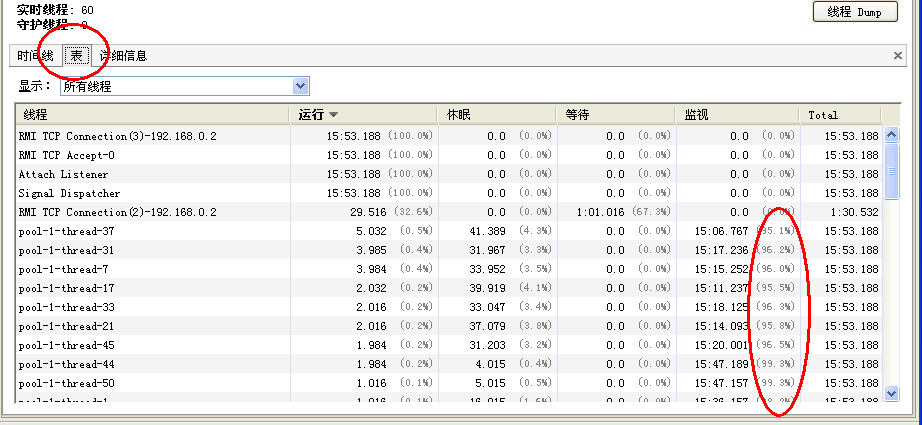 实时线程: 60
守护线程: 9
线程 Dump
时间线 表 详细信息
显示: 所有线程
线程 运行 休眠 等待 监视 Total
RMI TCP Connection(3)-192.168.0.2 15:53.188 (100.0%) 0.0 (0.0%) 0.0 (0.0%) 0.0 (0.0%) 15:53.188
RMI TCP Accept-0 15:53.188 (100.0%) 0.0 (0.0%) 0.0 (0.0%) 0.0 (0.0%) 15:53.188
Attach Listener 15:53.188 (100.0%) 0.0 (0.0%) 0.0 (0.0%) 0.0 (0.0%) 15:53.188
Signal Dispatcher 15:53.188 (100.0%) 0.0 (0.0%) 0.0 (0.0%) 0.0 (0.0%) 15:53.188
RMI TCP Connection(2)-192.168.0.2 29.516 (32.6%) 0.0 (0.0%) 1:01.016 (67.3%) 0.0 (0.0%) 1:30.532
pool-1-thread-37 5.032 (0.5%) 41.389 (4.3%) 0.0 (0.0%) 15:06.767 (95.1%) 15:53.188
pool-1-thread-31 3.985 (0.4%) 31.967 (3.3%) 0.0 (0.0%) 15:17.236 (96.2%) 15:53.188
pool-1-thread-7 3.984 (0.4%) 33.952 (3.5%) 0.0 (0.0%) 15:15.252 (96.0%) 15:53.188
pool-1-thread-17 2.032 (0.2%) 39.919 (4.1%) 0.0 (0.0%) 15:11.237 (95.5%) 15:53.188
pool-1-thread-33 2.016 (0.2%) 33.047 (3.4%) 0.0 (0.0%) 15:18.125 (96.3%) 15:53.188
pool-1-thread-21 2.016 (0.2%) 37.079 (3.8%) 0.0 (0.0%) 15:14.093 (95.8%) 15:53.188
pool-1-thread-45 1.984 (0.2%) 31.203 (3.2%) 0.0 (0.0%) 15:20.001 (96.5%) 15:53.188
pool-1-thread-44 1.984 (0.2%) 4.015 (0.4%) 0.0 (0.0%) 15:47.189 (99.3%) 15:53.188
pool-1-thread-50 1.016 (0.1%) 5.015 (0.5%) 0.0 (0.0%) 15:47.157 (99.3%) 15:53.188
pool-1-thread-1 1.016 (0.1%) 16.015 (1.6%) 0.0 (0.0%) 15:36.157 (98.2%) 15:53.188